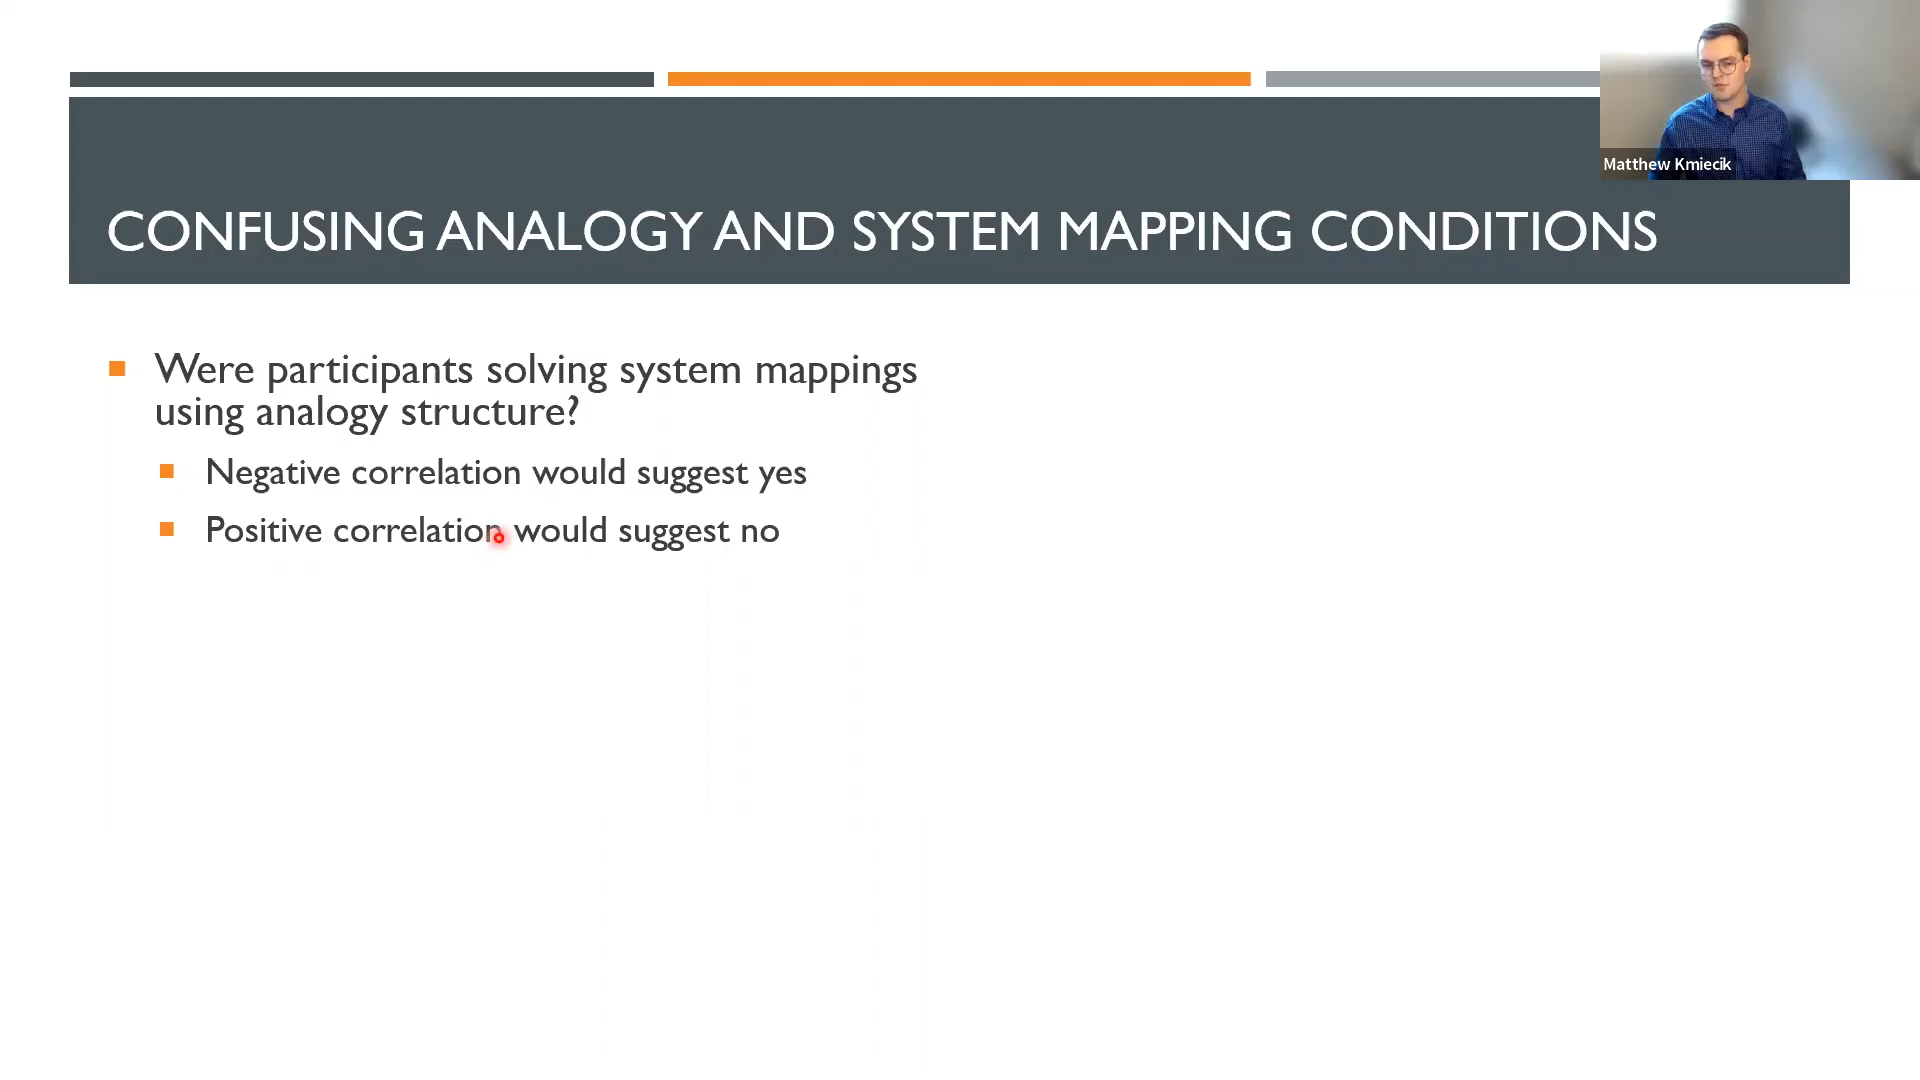 Matthew Kmiecik
CONFUSING ANALOGY AND SYSTEM MAPPING CONDITIONS
Were participants solving system mappings
using analogy structure?
Negative correlation would suggest yes
Positive correlation would suggest no